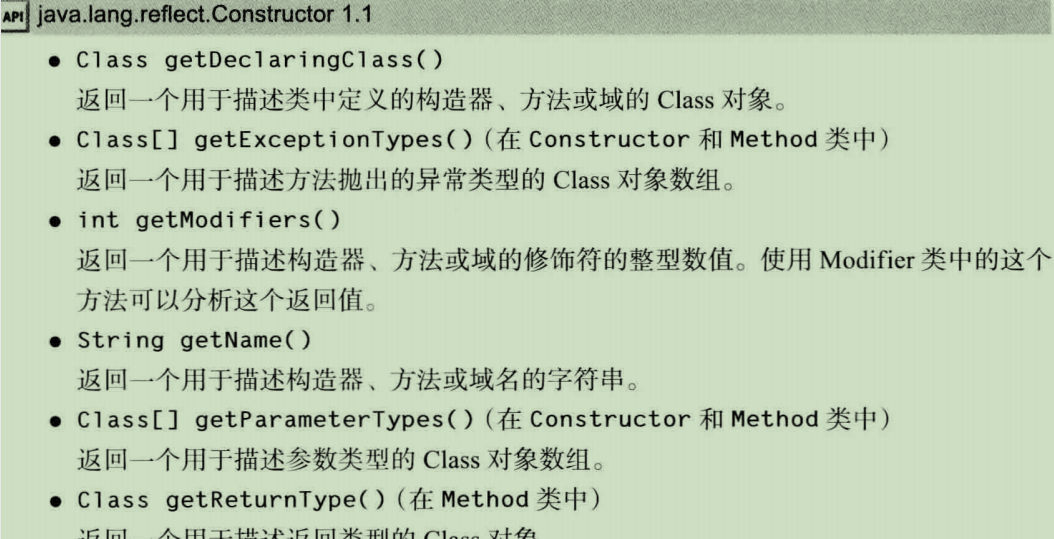 API java.lang.reflect.Constructor 1.1
● Class getDeclaringClass()
返回一个用于描述类中定义的构造器、方法或域的 Class 对象。
● Class[] getExceptionTypes() (在 Constructor 和 Method 类中)
返回一个用于描述方法抛出的异常类型的 Class 对象数组。
● int getModifiers()
返回一个用于描述构造器、方法或域的修饰符的整型数值。使用 Modifier 类中的这个
方法可以分析这个返回值。
● String getName()
返回一个用于描述构造器、方法或域名的字符串。
● Class[] getParameterTypes() (在 Constructor 和 Method 类中)
返回一个用于描述参数类型的 Class 对象数组。
● Class getReturnType() (在 Method 类中)
返回一个用于描述返回类型的 Class 对象